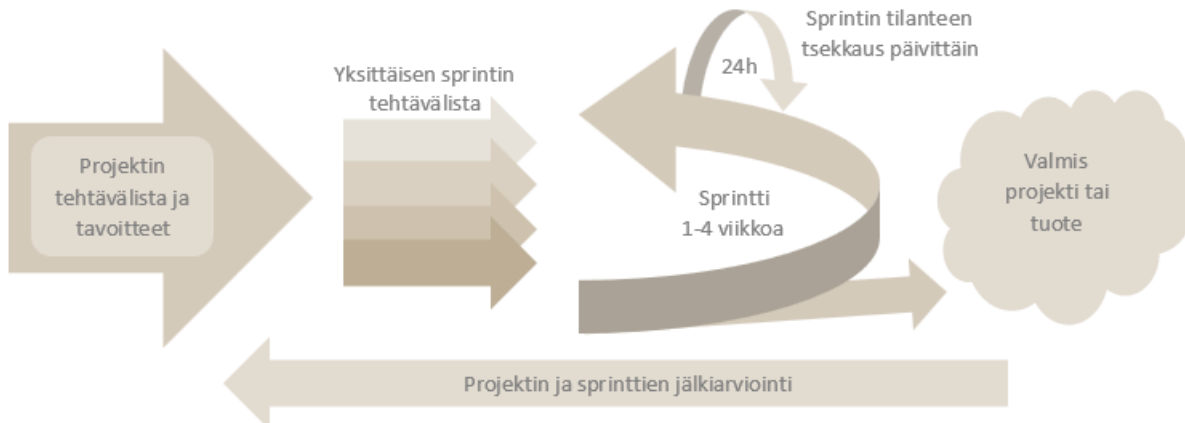 Projektin
tehtävälista ja
tavoitteet
Yksittäisen sprintin
tehtävälista
Sprintin tilanteen
tsekkaus päivittäin
24h
Sprintti
1-4 viikkoa
Valmis
projekti tai
tuote
Projektin ja sprinttien jälkiarviointi